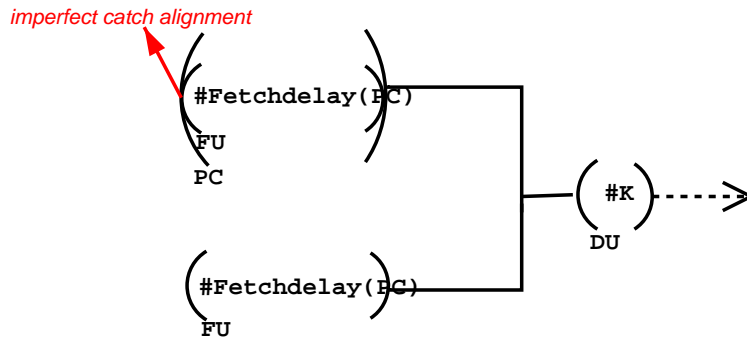 imperfect catch alignment
#Fetchdelay(PC)
FU
PC
#K
DU
#Fetchdelay(PC)
FU